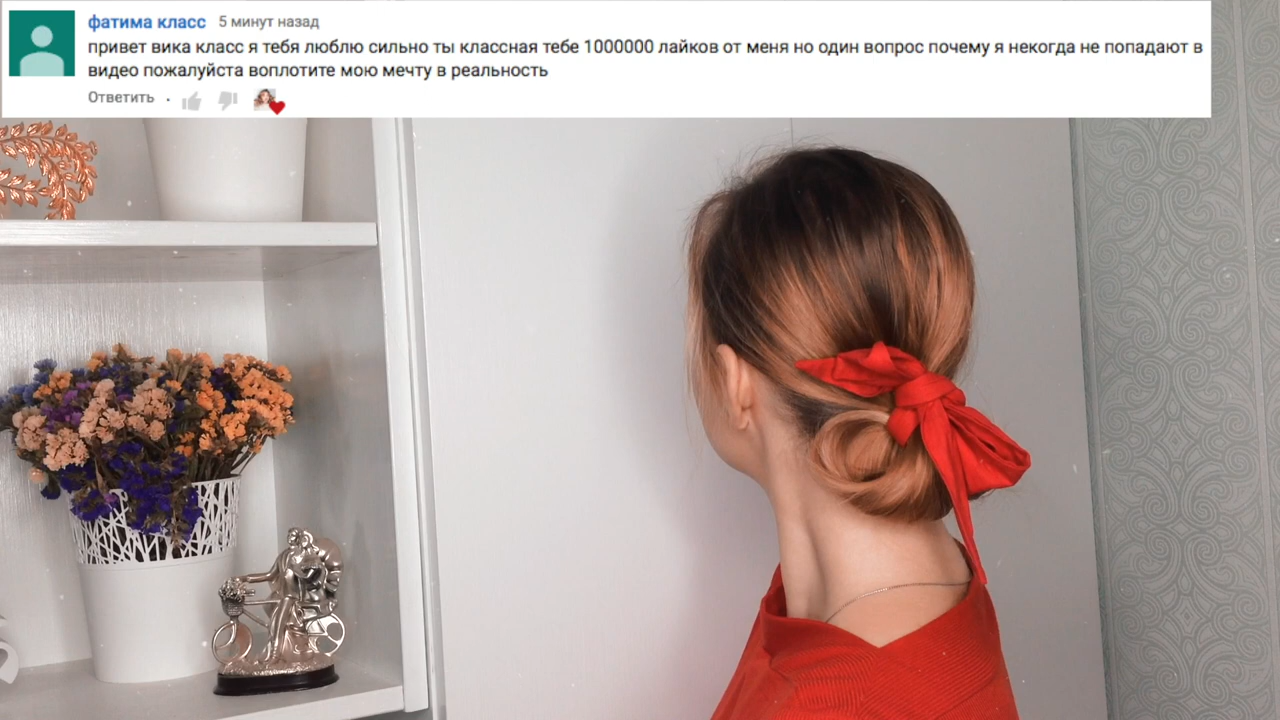 фатима класс 5 минут назад
привет вика класс я тебя люблю сильно ты классная тебе 1000000 лайков от меня но один вопрос почему я некогда не попадают в
видео пожалуйста воплотите мою мечту в реальность
Ответить